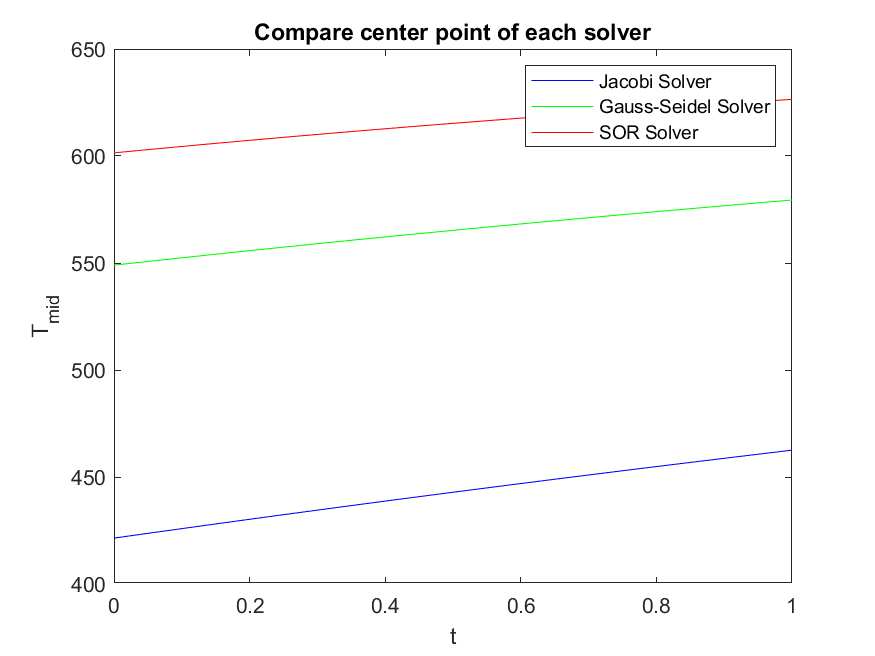 Compare center point of each solver
650
600
550
500
450
400
T_mid
Jacobi Solver
Gauss-Seidel Solver
SOR Solver
0 0.2 0.4 0.6 0.8 1
t